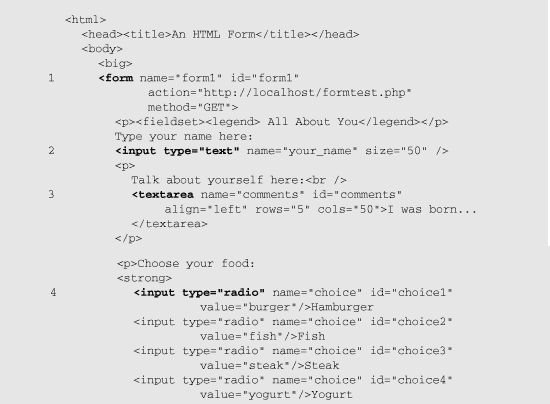 <html>
<head><title>An HTML Form</title></head>
<body>
<big>
1 <form name="form1" id="form1"
action="http://localhost/formtest.php"
method="GET">
<p><fieldset><legend> All About You</legend></p>
Type your name here:
2 <input type="text" name="your_name" size="50" />
<p>
Talk about yourself here:<br />
3 <textarea name="comments" id="comments"
align="left" rows="5" cols="50">I was born...
</textarea>
</p>
<p>Choose your food:
<strong>
4 <input type="radio" name="choice" id="choice1"
value="burger"/>Hamburger
<input type="radio" name="choice" id="choice2"
value="fish"/>Fish
<input type="radio" name="choice" id="choice3"
value="steak"/>Steak
<input type="radio" name="choice" id="choice4"
value="yogurt"/>Yogurt